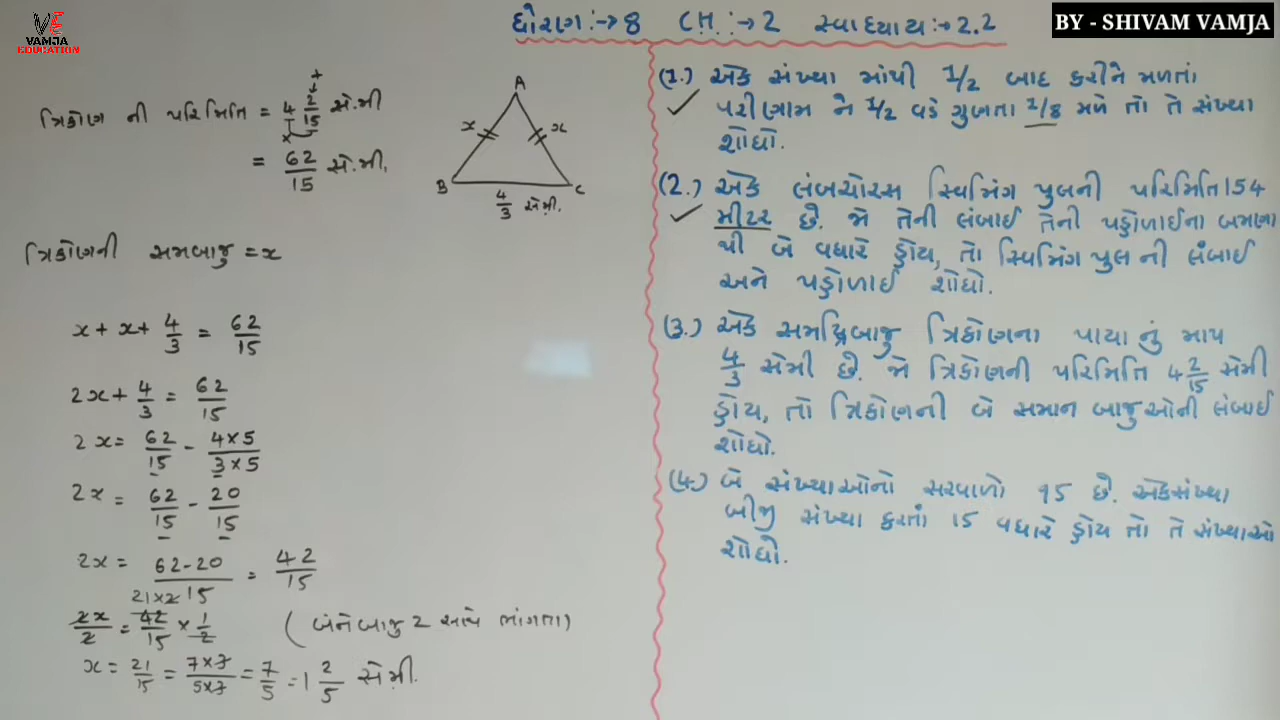 VE
VAMJA
EDUCATION
ધોરણ:→8 CH.:→2 સ્વાધ્યાય:→2.2
BY - SHIVAM VAMJA
ત્રિકોણ ની પરિમિતિ = 4 2/15 સે.મી
= 62/15 સે.મી.
A
x x
B C
4/3 સેમી.
ત્રિકોણની સમબાજુ = x
x + x + 4/3 = 62/15
2x + 4/3 = 62/15
2x = 62/15 - 4×5/3×5
2x = 62/15 - 20/15
2x = 62-20/15 = 42/15
21×2
2x/2 = 42/15 × 1/2 (બંને બાજુ 2 વડે ભાગતા)
x = 21/15 = 7×3/5×3 = 7/5 = 1 2/5 સેમી.
(1.) એક સંખ્યા માંથી 1/2 બાદ કરીને મળતાં
પરીણામ ને 1/2 વડે ગુણતા 1/8 મળે તો તે સંખ્યા
શોધો.
(2.) એક લંબચોરસ સ્વિમિંગ પુલની પરિમિતિ 154
મીટર છે. જો તેની લંબાઈ તેની પહોળાઈના બમણા
થી બે વધારે હોય, તો સ્વિમિંગ પુલ ની લંબાઈ
અને પહોળાઈ શોધો.
(3.) એક સમદ્વિબાજુ ત્રિકોણના પાયા નું માપ
4/3 સેમી છે. જો ત્રિકોણની પરિમિતિ 4 2/15 સેમી
હોય, તો ત્રિકોણની બે સમાન બાજુઓની લંબાઈ
શોધો.
(4.) બે સંખ્યાઓનો સરવાળો ૧5 છે. એક સંખ્યા
બીજી સંખ્યા કરતાં 15 વધારે હોય તો તે સંખ્યાઓ
શોધો.